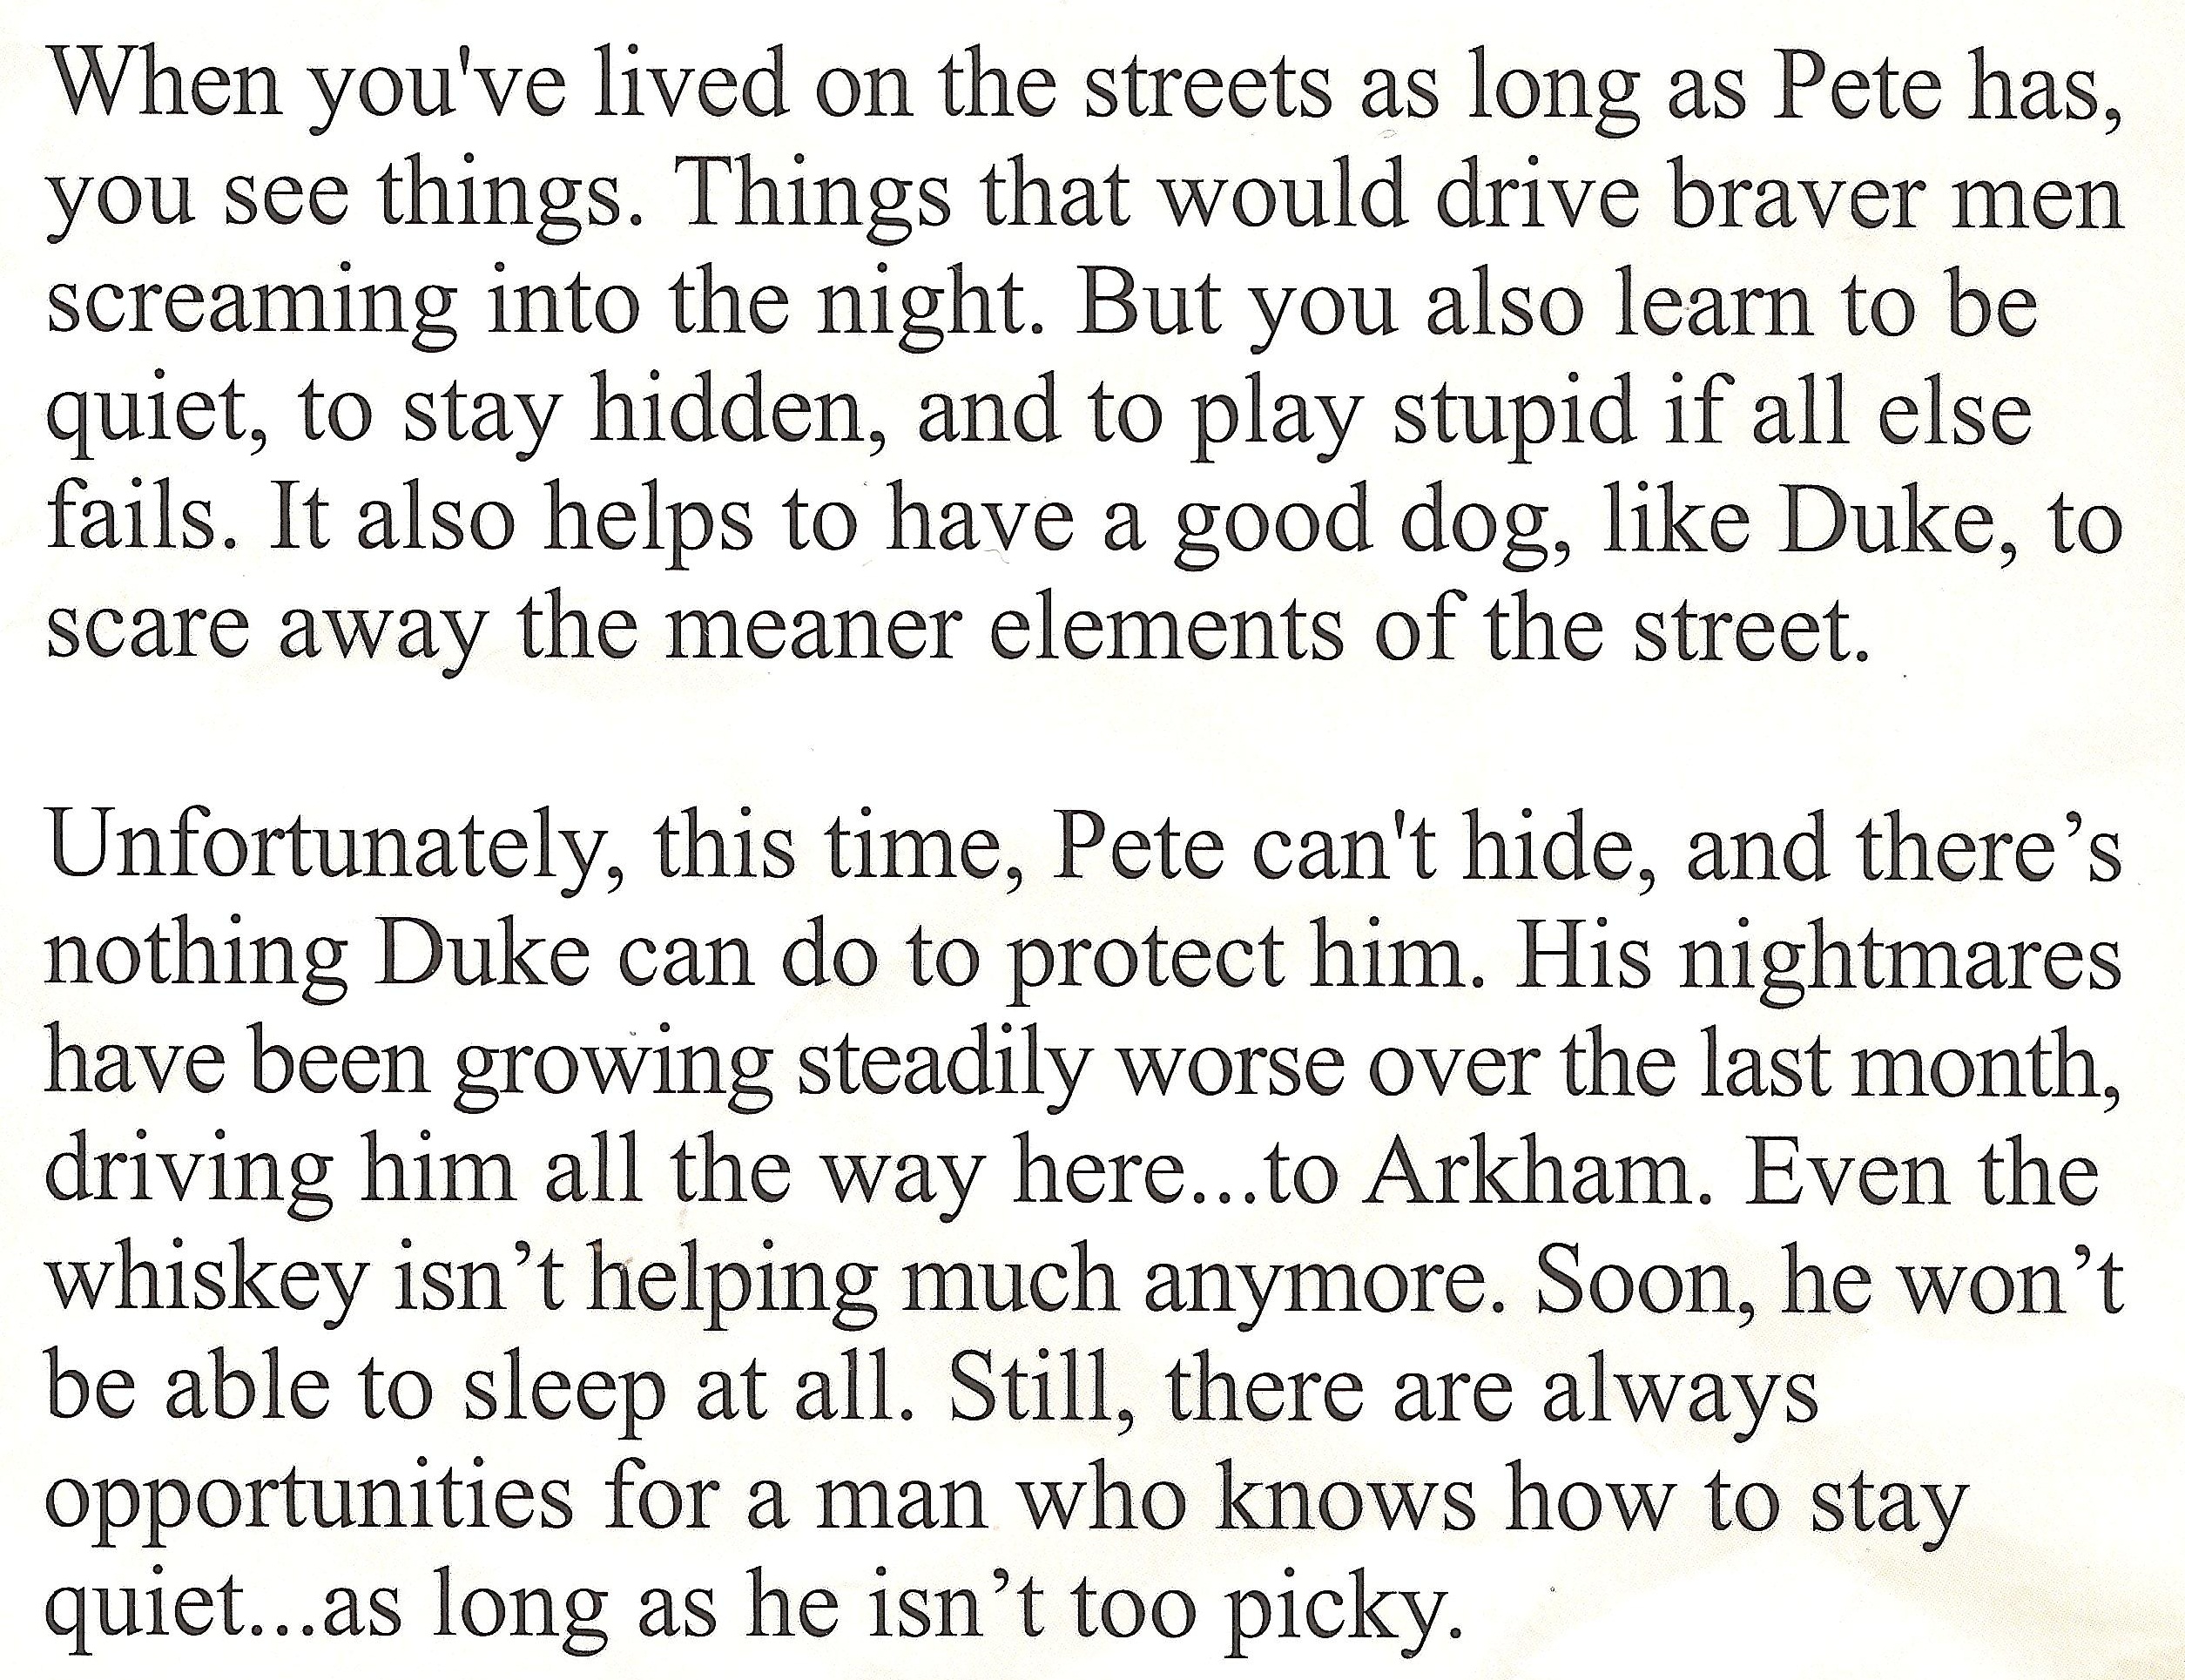 When you've lived on the streets as long as Pete has,
you see things. Things that would drive braver men
screaming into the night. But you also learn to be
quiet, to stay hidden, and to play stupid if all else
fails. It also helps to have a good dog, like Duke, to
scare away the meaner elements of the street.
Unfortunately, this time, Pete can't hide, and there’s
nothing Duke can do to protect him. His nightmares
have been growing steadily worse over the last month,
driving him all the way here...to Arkham. Even the
whiskey isn’t helping much anymore. Soon, he won’t
be able to sleep at all. Still, there are always
opportunities for a man who knows how to stay
quiet...as long as he isn’t too picky.